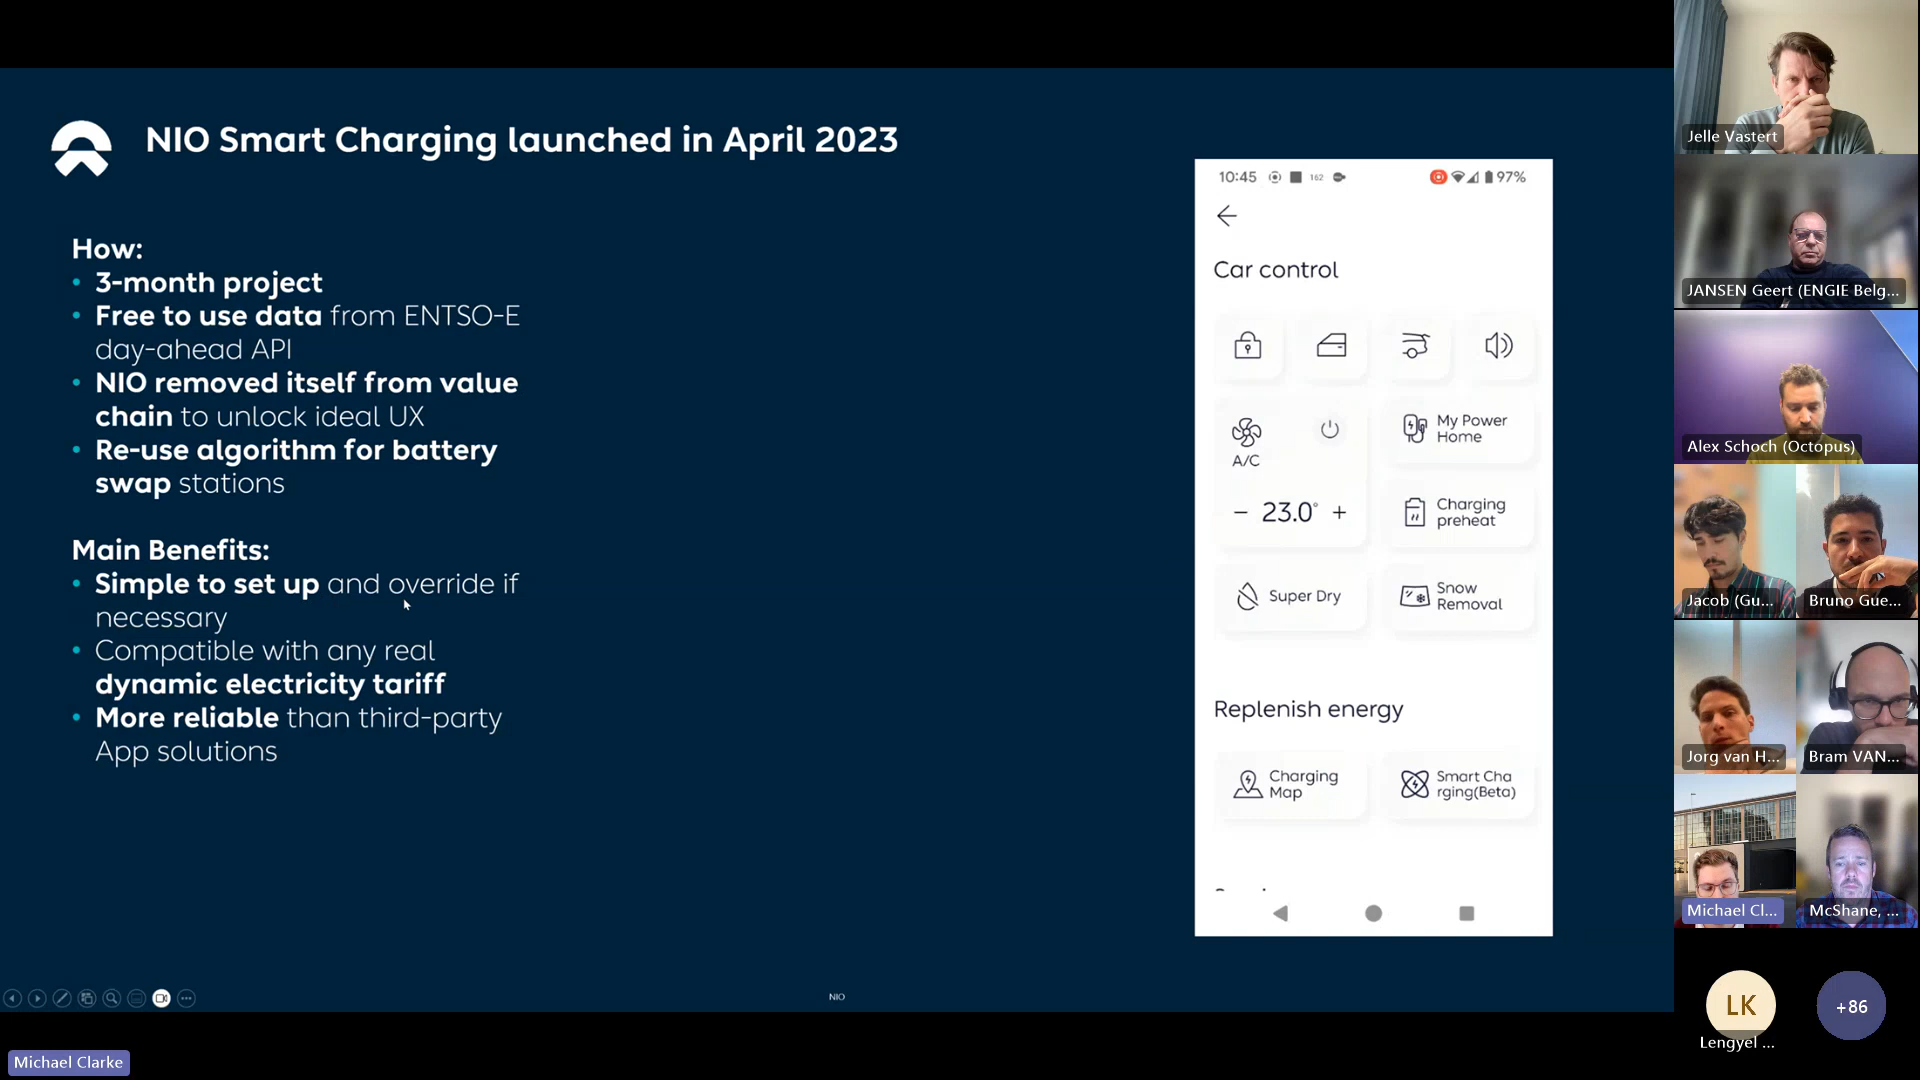 NIO Smart Charging launched in April 2023
How:
• 3-month project
• Free to use data from ENTSO-E
day-ahead API
• NIO removed itself from value
chain to unlock ideal UX
• Re-use algorithm for battery
swap stations
Main Benefits:
• Simple to set up and override if
necessary
• Compatible with any real
dynamic electricity tariff
• More reliable than third-party
App solutions
10:45 162 97%
Car control
A/C
My Power
Home
23.0°
Charging
preheat
Super Dry
Snow
Removal
Replenish energy
Charging
Map
Smart Cha
rging(Beta)
NIO
Michael Clarke
Jelle Vastert
JANSEN Geert (ENGIE Belg...
Alex Schoch (Octopus)
Jacob (Gu...
Bruno Gue...
Jorg van H...
Bram VAN...
Michael Cl...
McShane, ...
LK
Lengyel ...
+86